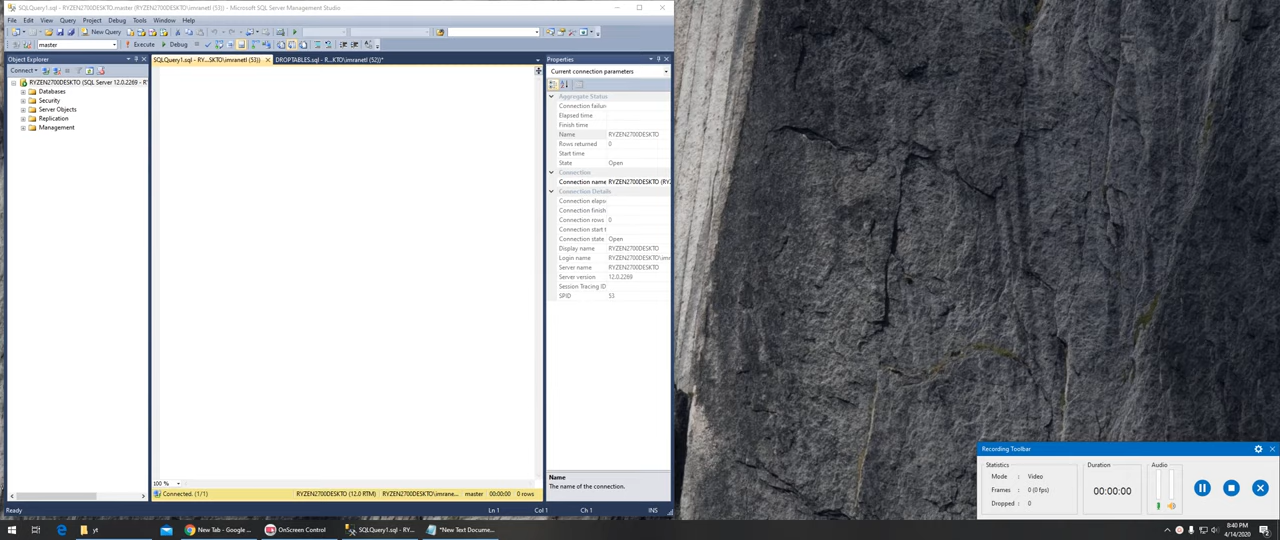 SQLQuery1.sql - RYZEN2700DESKTO.master (RYZEN2700DESKTO\imranetl (53)) - Microsoft SQL Server Management Studio
File Edit View Query Project Debug Tools Window Help
New Query
master
Execute Debug
Object Explorer
SQLQuery1.sql - RY...SKTO\imranetl (53))
DROPTABLES.sql - R...KTO\imranetl (52))*
Properties
Connect
Current connection parameters
RYZEN2700DESKTO (SQL Server 12.0.2269 - R
Databases
Security
Server Objects
Replication
Management
Aggregate Status
Connection failur
Elapsed time
Finish time
Name RYZEN2700DESKTO
Rows returned 0
Start time
State Open
Connection
Connection name RYZEN2700DESKTO (RYZ
Connection Details
Connection elaps
Connection finish
Connection rows 0
Connection start t
Connection state Open
Display name RYZEN2700DESKTO
Login name RYZEN2700DESKTO\imr
Server name RYZEN2700DESKTO
Server version 12.0.2269
Session Tracing ID
SPID 53
Name
The name of the connection.
100 %
Connected. (1/1)
RYZEN2700DESKTO (12.0 RTM) RYZEN2700DESKTO\imrane... master 00:00:00 0 rows
Ready Ln 1 Col 1 Ch 1 INS
Recording Toolbar
Statistics
Mode : Video
Frames : 0 (0 fps)
Dropped : 0
Duration
00:00:00
Audio
yt
New Tab - Google ...
OnScreen Control
SQLQuery1.sql - RY...
*New Text Docume...
8:40 PM
4/14/2020